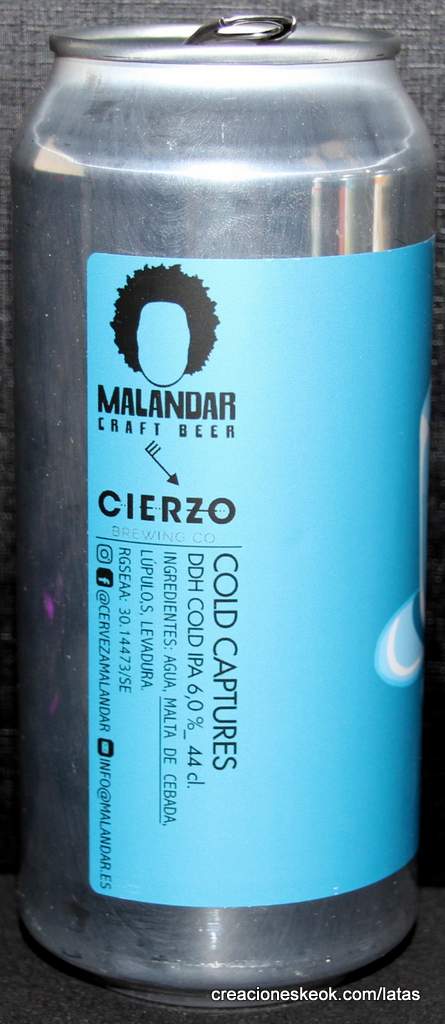 MALANDAR
CRAFT BEER
CIERZO
BREWING CO
COLD CAPTURES
DDH COLD IPA 6,0 %_ 44 cl.
INGREDIENTES: AGUA, MALTA DE CEBADA,
LÚPULO,S, LEVADURA.
RGSEAA: 30.14473/SE
@CERVEZAMALANDAR INFO@MALANDAR.ES
creacioneskeok.com/latas